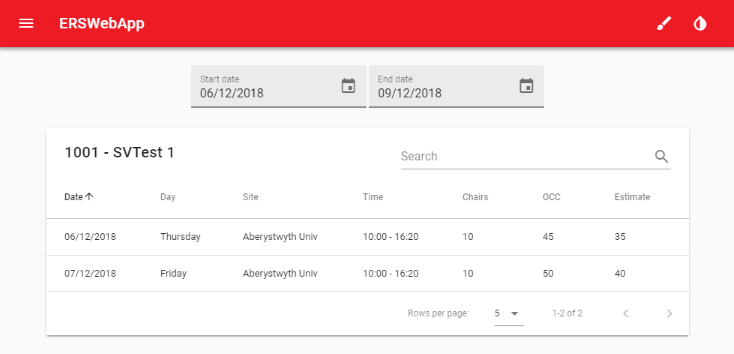 ERSWebApp
Start date End date
06/12/2018 09/12/2018
1001 - SVTest 1
Search
Date Day Site Time Chairs OCC Estimate
06/12/2018 Thursday Aberystwyth Univ 10:00 - 16:20 10 45 35
07/12/2018 Friday Aberystwyth Univ 10:00 - 16:20 10 50 40
Rows per page: 5 1-2 of 2